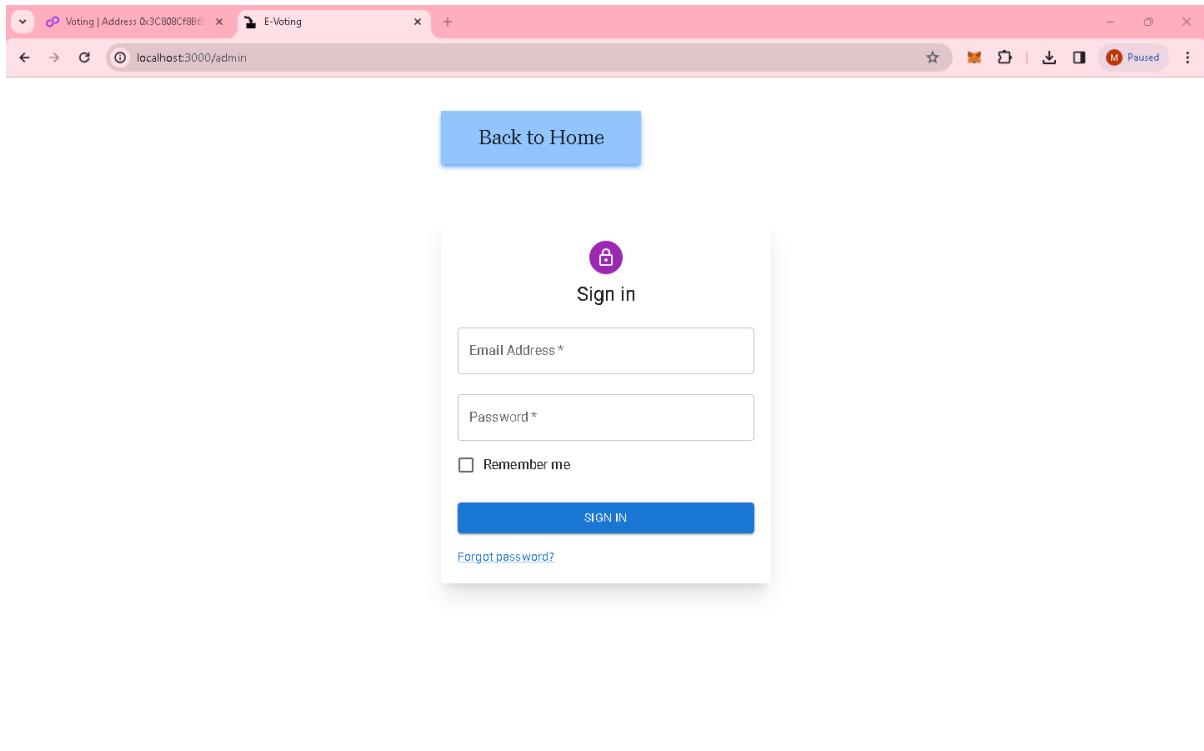 Voting | Address 0x3C808Cf8B6
E-Voting
localhost:3000/admin
M Paused
Back to Home
Sign in
Email Address *
Password *
Remember me
SIGN IN
Forgot password?